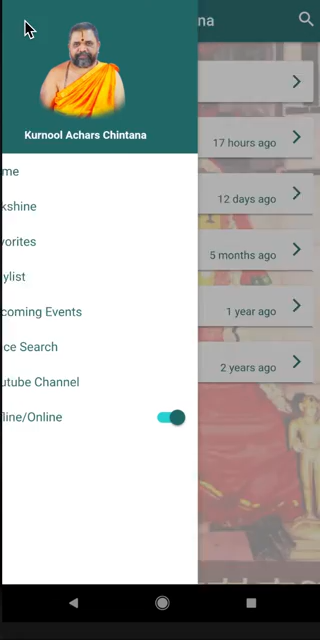 na
Kurnool Achars Chintana
me
kshine
vorites
ylist
coming Events
ce Search
utube Channel
line/Online
17 hours ago
12 days ago
5 months ago
1 year ago
2 years ago